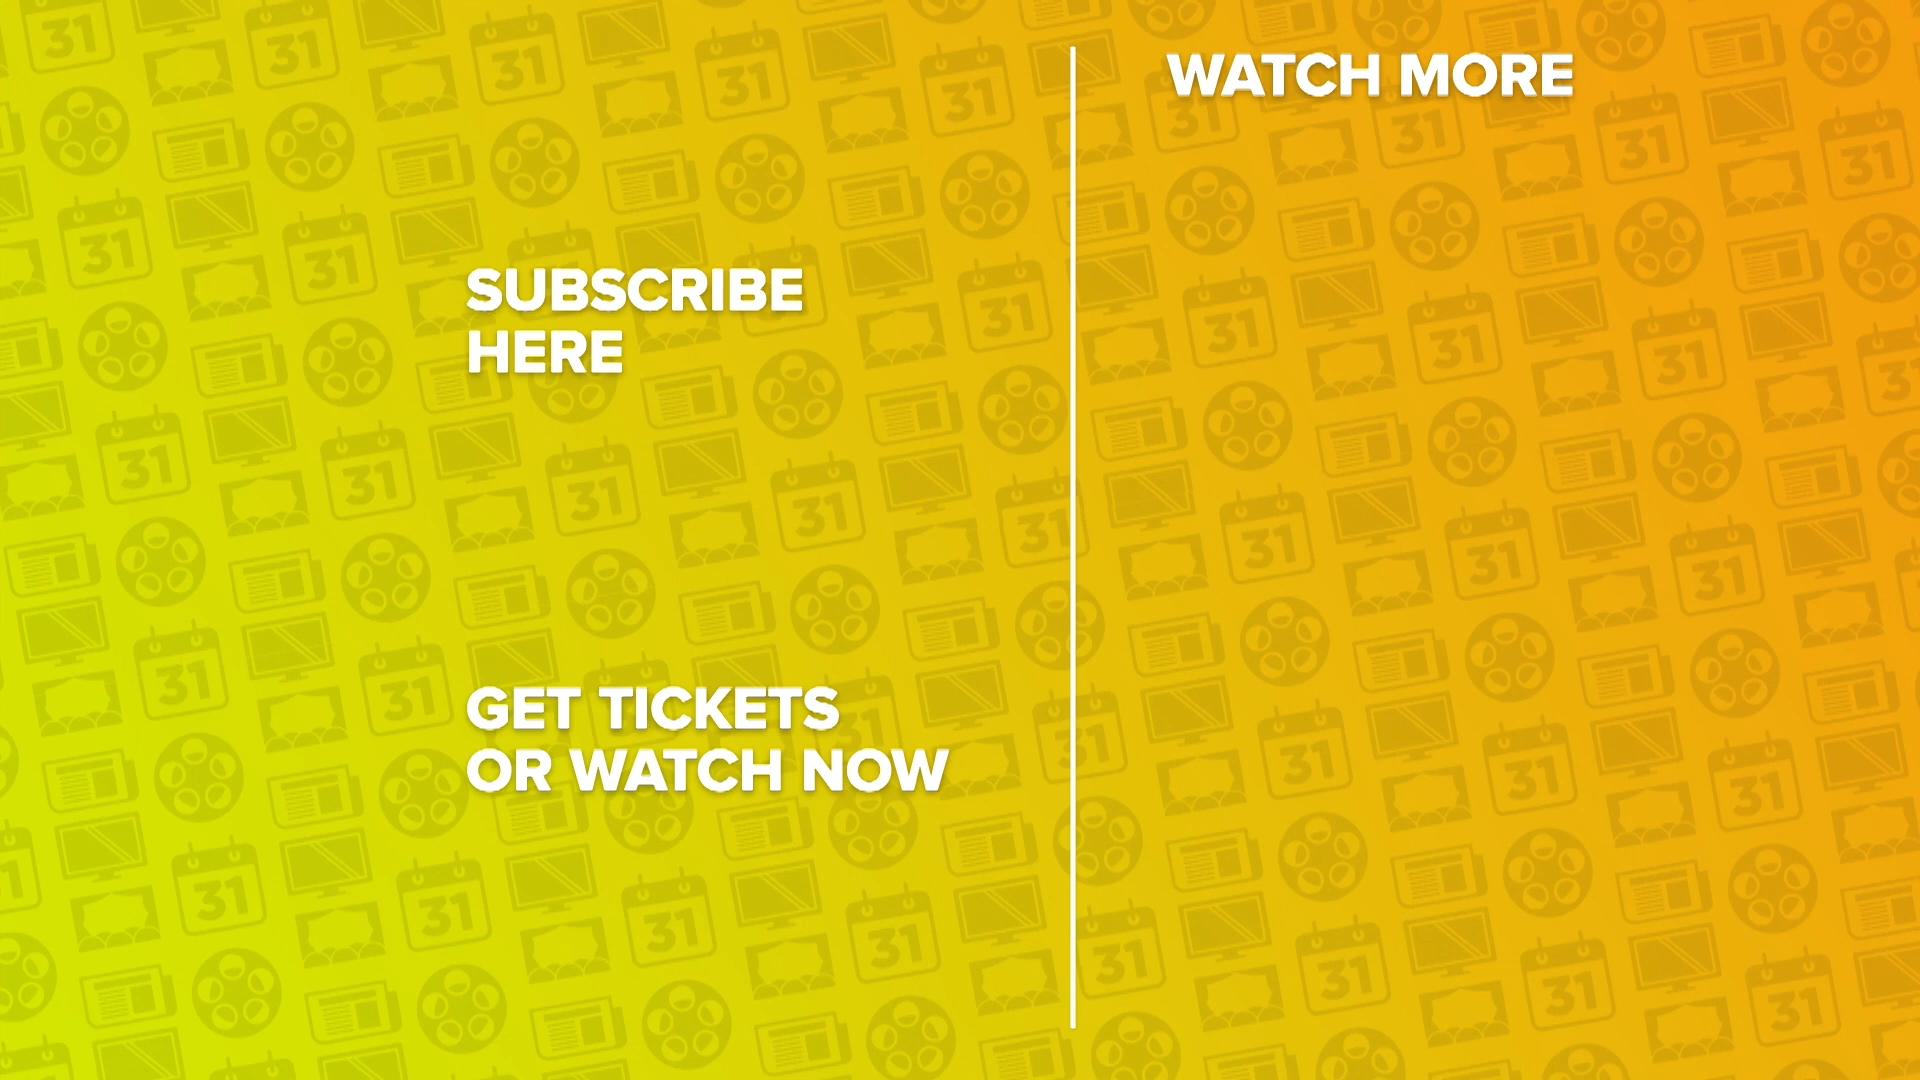 WATCH MORE
SUBSCRIBE
HERE
GET TICKETS
OR WATCH NOW